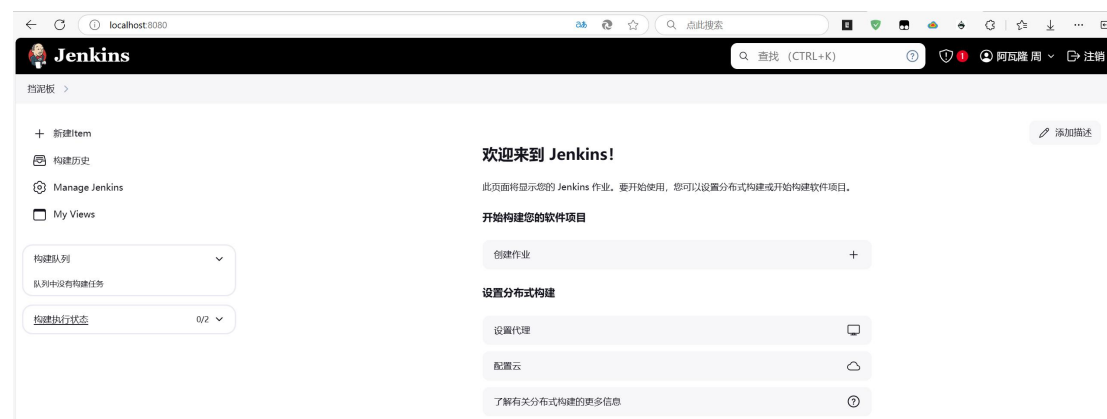 localhost:8080
点此搜索
Jenkins
查找 (CTRL+K)
1
阿瓦隆 周
注销
挡泥板 >
新建Item
构建历史
Manage Jenkins
My Views
构建队列
队列中没有构建任务
构建执行状态 0/2
添加描述
欢迎来到 Jenkins!
此页面将显示您的 Jenkins 作业。要开始使用，您可以设置分布式构建或开始构建软件项目。
开始构建您的软件项目
创建作业
设置分布式构建
设置代理
配置云
了解有关分布式构建的更多信息